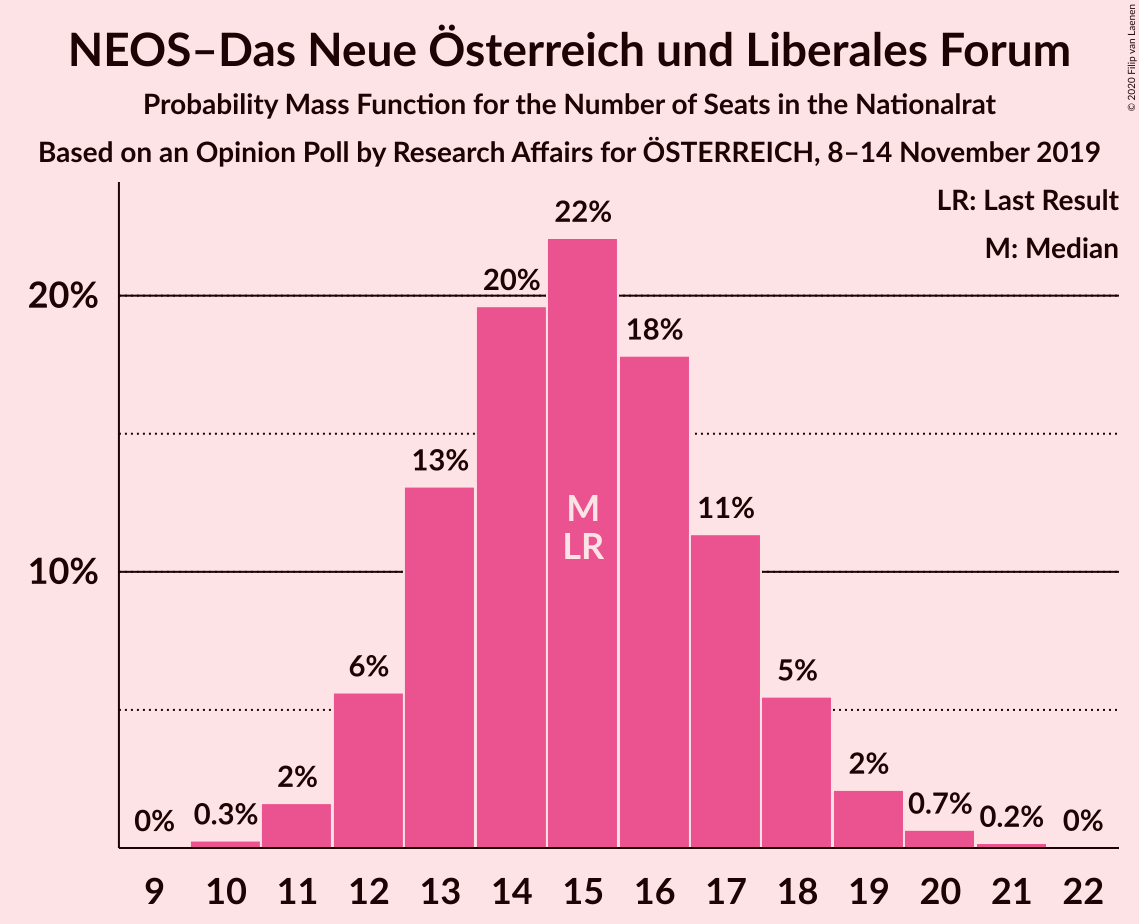 NEOS–Das Neue Österreich und Liberales Forum
Probability Mass Function for the Number of Seats in the Nationalrat
Based on an Opinion Poll by Research Affairs for ÖSTERREICH, 8–14 November 2019
© 2020 Filip van Laenen
LR: Last Result
M: Median
20%
10%
0%
0.3%
2%
6%
13%
20%
22%
18%
11%
5%
2%
0.7%
0.2%
0%
M
LR
9 10 11 12 13 14 15 16 17 18 19 20 21 22